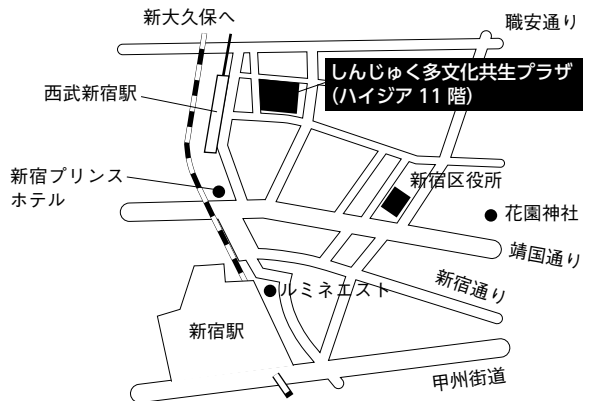 新大久保へ
職安通り
しんじゅく多文化共生プラザ
(ハイジア 11 階)
西武新宿駅
新宿プリンス
ホテル
新宿区役所
花園神社
靖国通り
新宿通り
ルミネエスト
新宿駅
甲州街道